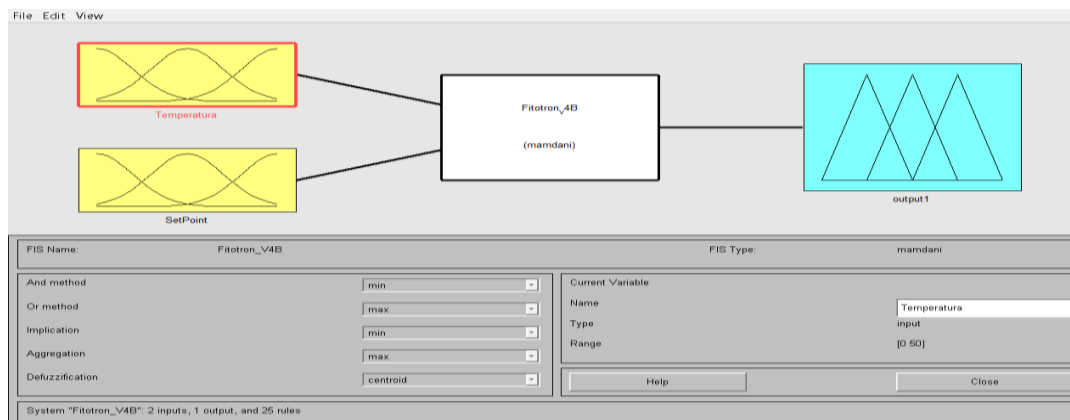 File Edit View
Temperatura
SetPoint
Fitotron_V4B
(mamdani)
output1
FIS Name: Fitotron_V4B FIS Type: mamdani
And method min
Or method max
Implication min
Aggregation max
Defuzzification centroid
Current Variable
Name Temperatura
Type input
Range [0 50]
Help Close
System "Fitotron_V4B": 2 inputs, 1 output, and 25 rules